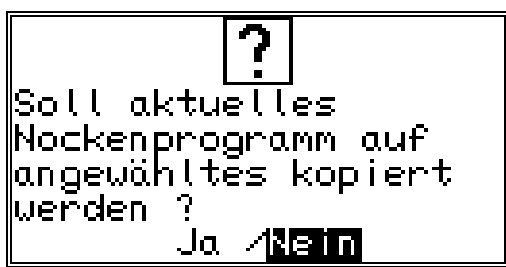 ?
Soll aktuelles
Nockenprogramm auf
angewähltes kopiert
werden ?
Ja /Nein